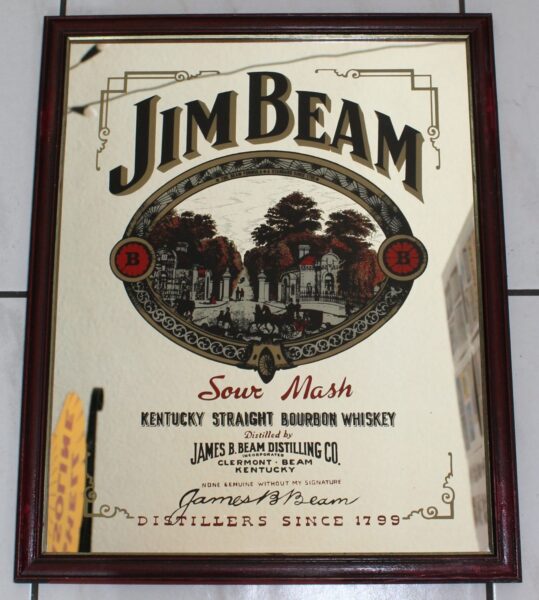 JIM BEAM
B B
Sour Mash
KENTUCKY STRAIGHT BOURBON WHISKEY
Distilled by
JAMES B. BEAM DISTILLING CO.
INCORPORATED
CLERMONT · BEAM
KENTUCKY
NONE GENUINE WITHOUT MY SIGNATURE
James B Beam
DISTILLERS SINCE 1799